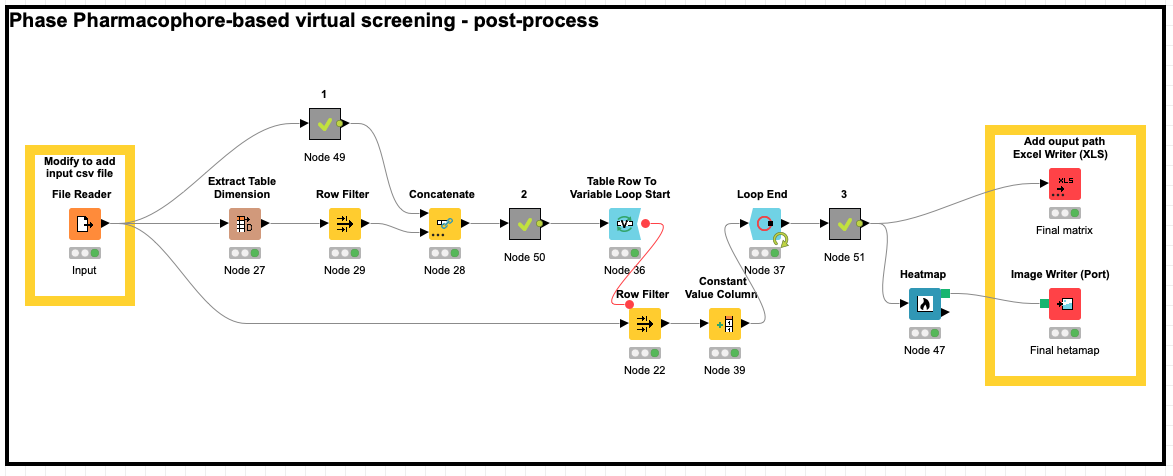 Phase Pharmacophore-based virtual screening - post-process
Modify to add
input csv file
File Reader
Input
1
Node 49
Extract Table
Dimension
Node 27
Row Filter
Node 29
Concatenate
Node 28
2
Node 50
Table Row To
Variable Loop Start
Node 36
Row Filter
Node 22
Constant
Value Column
Node 39
Loop End
Node 37
3
Node 51
Heatmap
Node 47
Add ouput path
Excel Writer (XLS)
XLS
Final matrix
Image Writer (Port)
Final hetamap